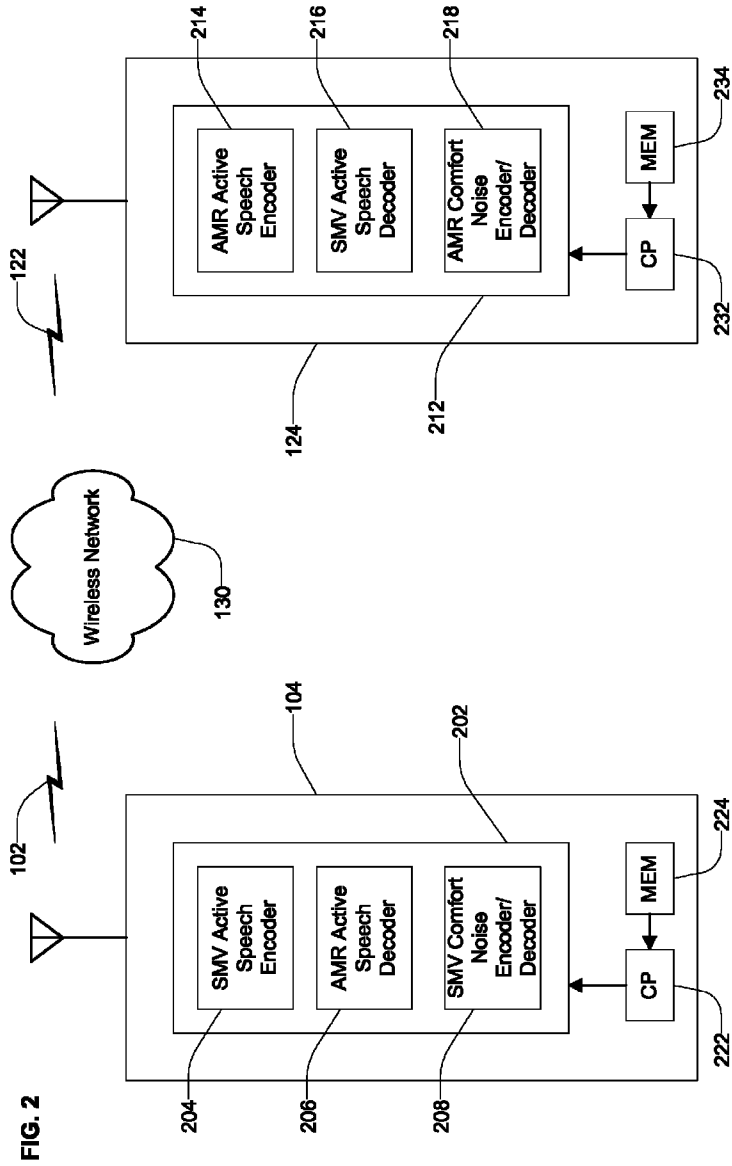 FIG. 2
102
104
SMV Active
Speech
Encoder
AMR Active
Speech
Decoder
SMV Comfort
Noise
Encoder/
Decoder
CP
MEM
202
204
206
208
222
224
Wireless Network
130
122
124
AMR Active
Speech
Encoder
SMV Active
Speech
Decoder
AMR Comfort
Noise
Encoder/
Decoder
CP
MEM
212
214
216
218
232
234